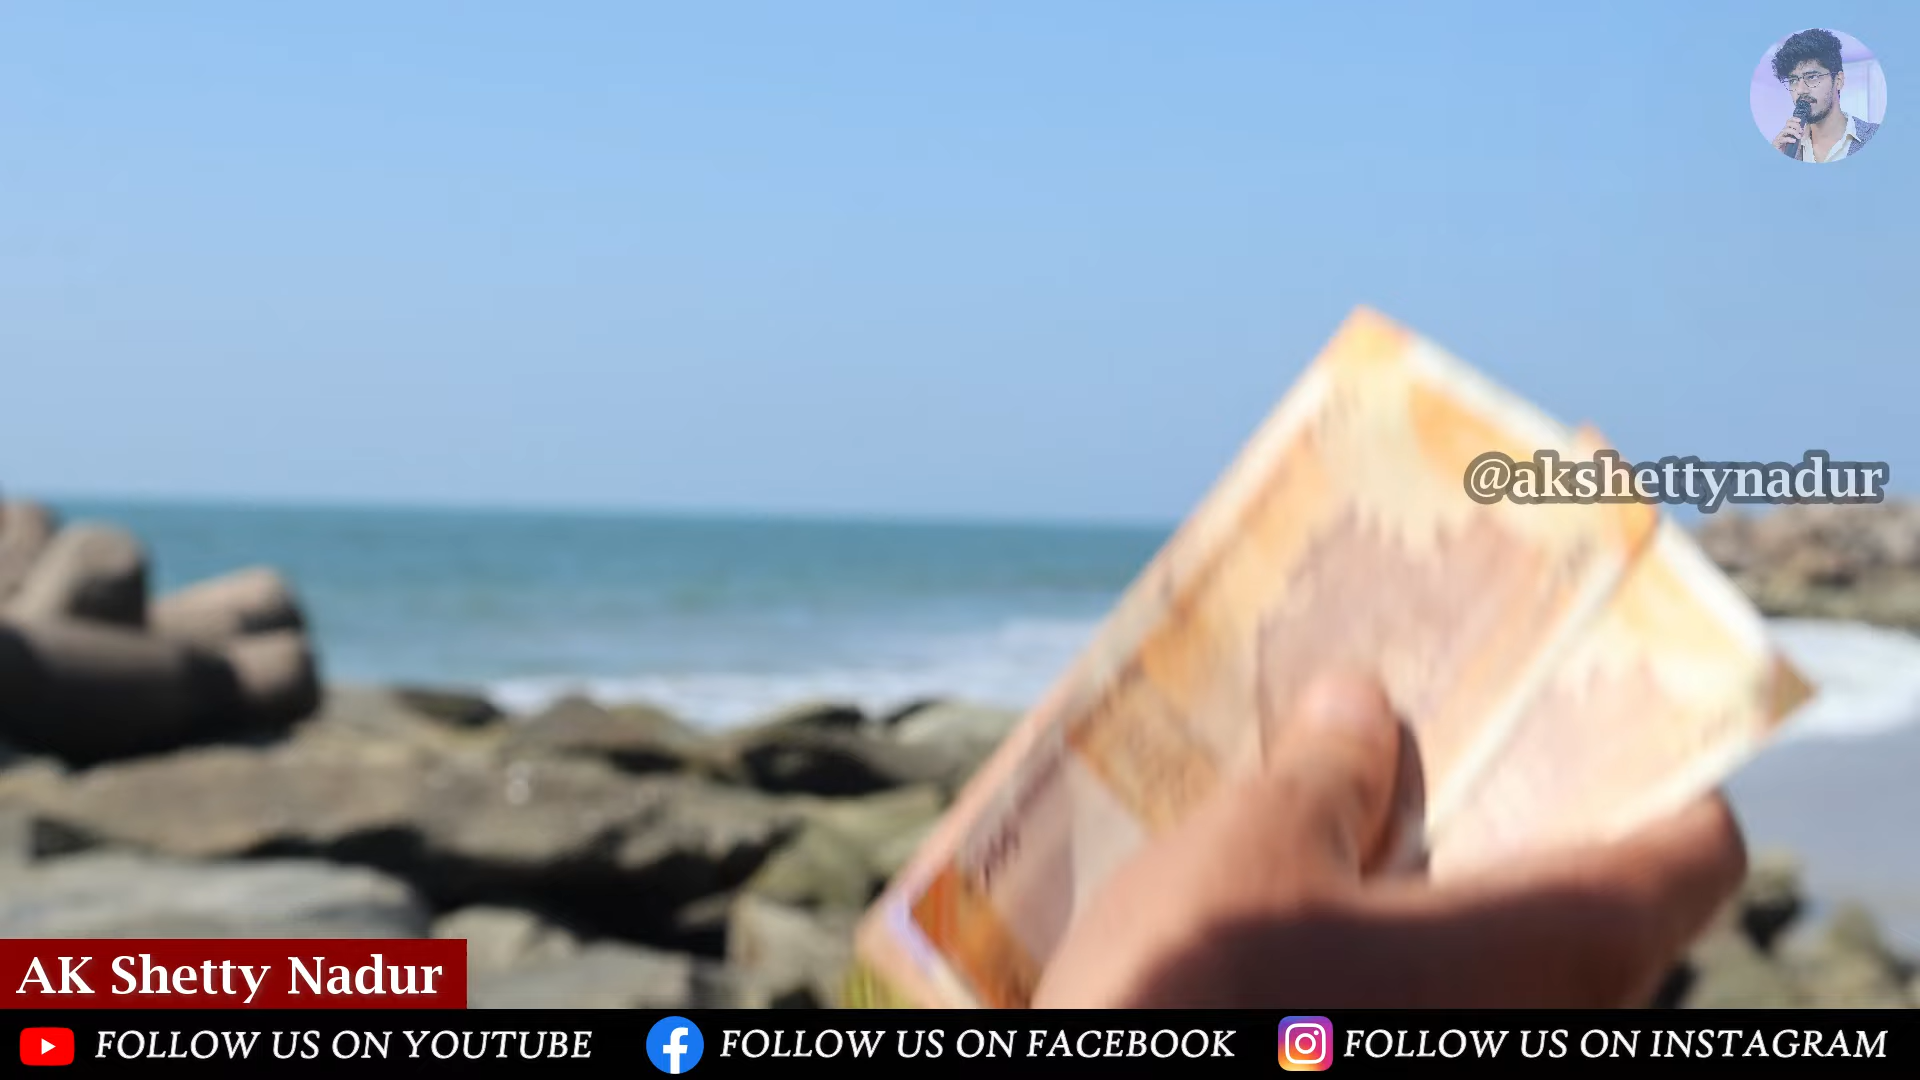 @akshettynadur
AK Shetty Nadur
FOLLOW US ON YOUTUBE
FOLLOW US ON FACEBOOK
FOLLOW US ON INSTAGRAM